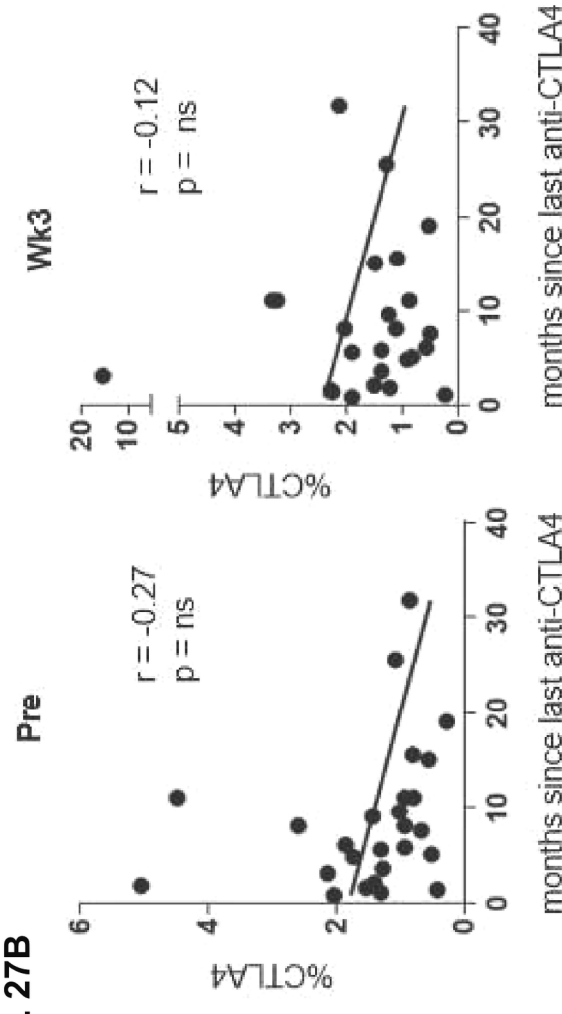 . 27B
Pre
r = -0.27
p = ns
%CTLA4
6
4
2
0
0
10
20
30
40
months since last anti-CTLA4
Wk3
r = -0.12
p = ns
%CTLA4
20
10
5
4
3
2
1
0
0
10
20
30
40
months since last anti-CTLA4